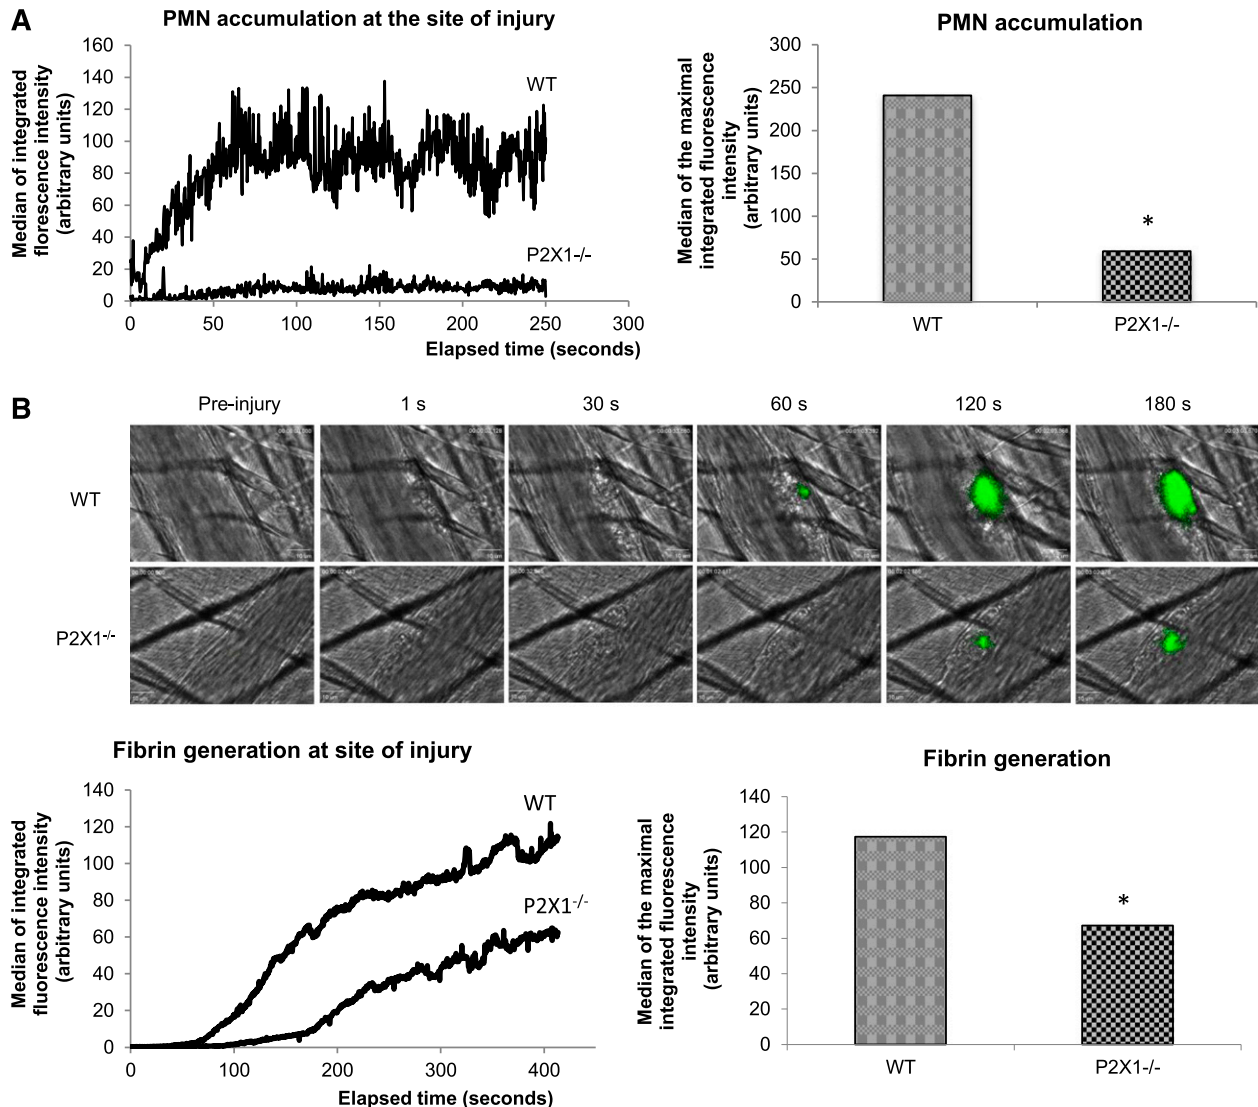 A
PMN accumulation at the site of injury
Median of integrated
florescence intensity
(arbitrary units)
160
140
120
100
80
60
40
20
0
WT
P2X1-/-
0 50 100 150 200 250 300
Elapsed time (seconds)
PMN accumulation
Median of the maximal
integrated fluorescence
intensity
(arbitrary units)
300
250
200
150
100
50
0
*
WT P2X1-/-
B
Pre-injury 1 s 30 s 60 s 120 s 180 s
WT
P2X1-/-
Fibrin generation at site of injury
Median of integrated
fluorescence intensity
(arbitrary units)
140
120
100
80
60
40
20
0
WT
P2X1-/-
0 100 200 300 400
Elapsed time (seconds)
Fibrin generation
Median of the maximal
integrated fluorescence
intensity
(arbitrary units)
140
120
100
80
60
40
20
0
*
WT P2X1-/-